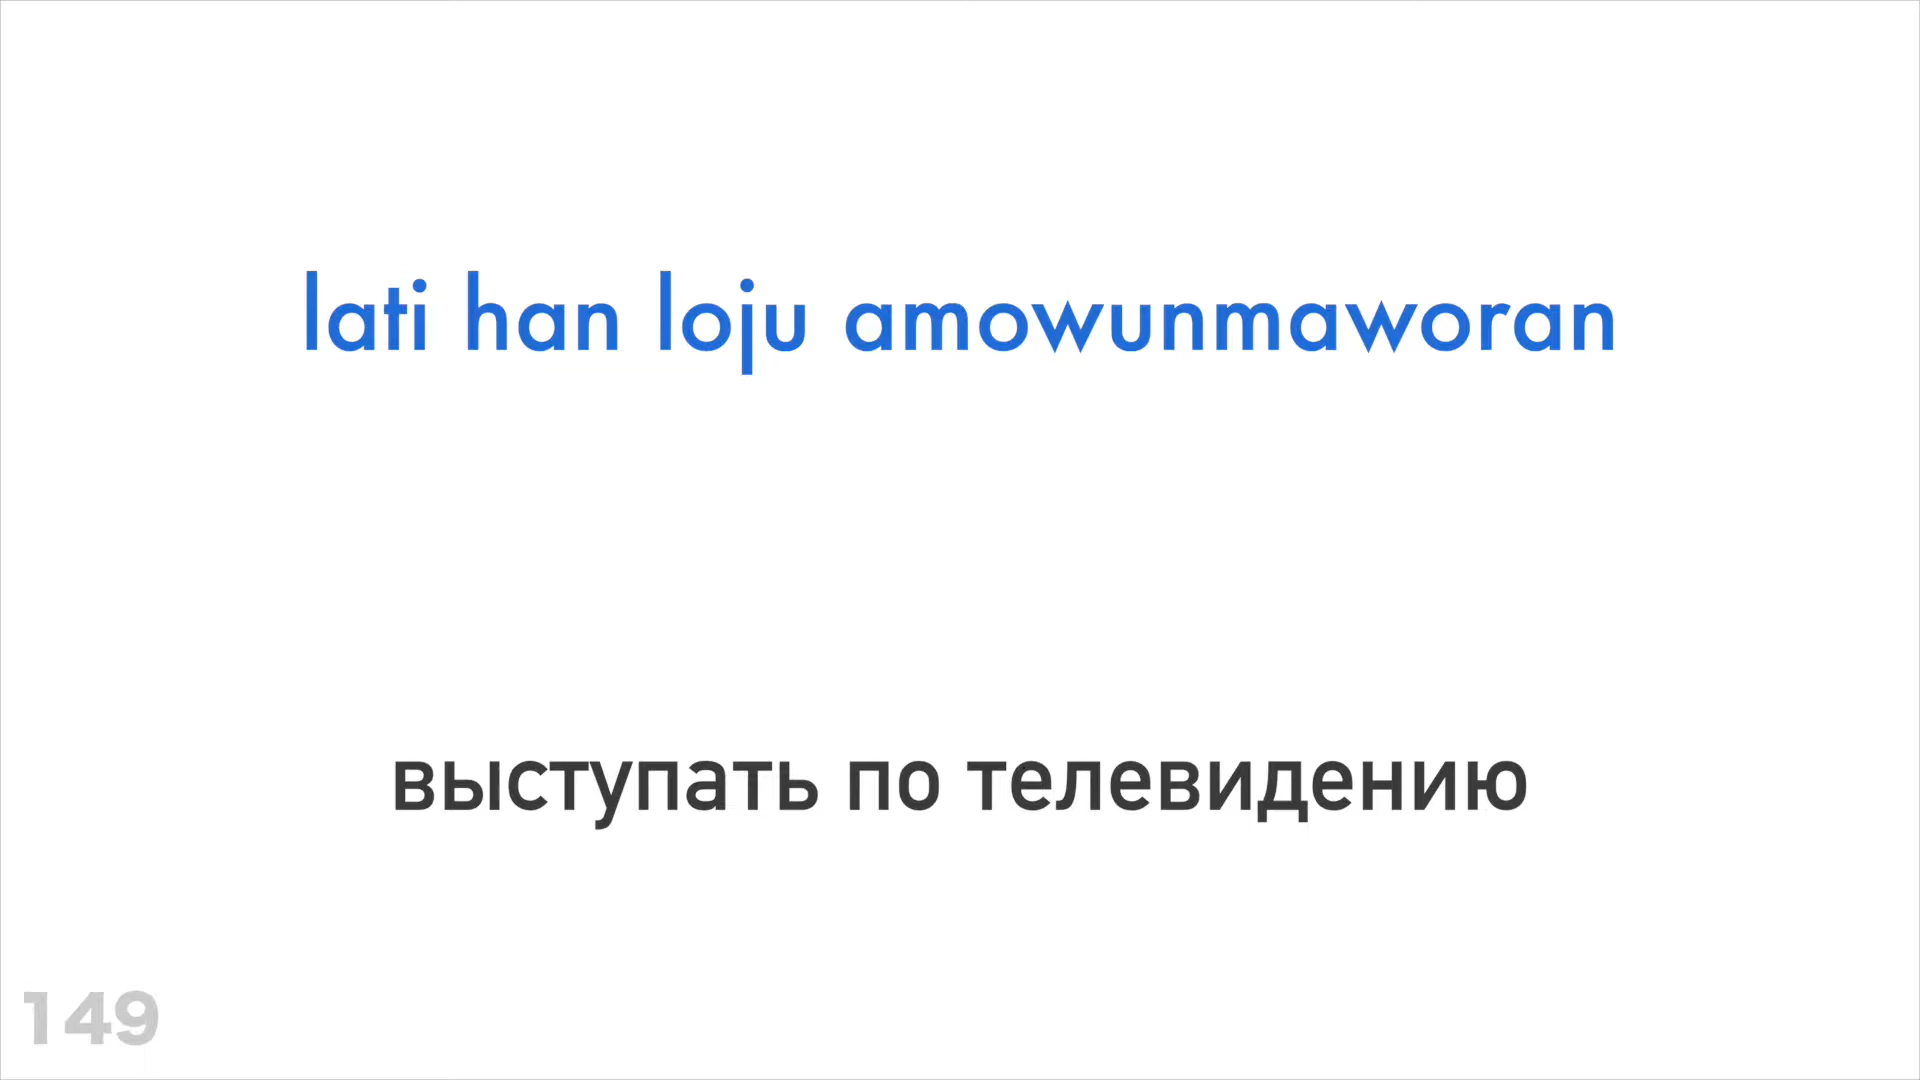 lati han loju amowunmaworan
выступать по телевидению
149